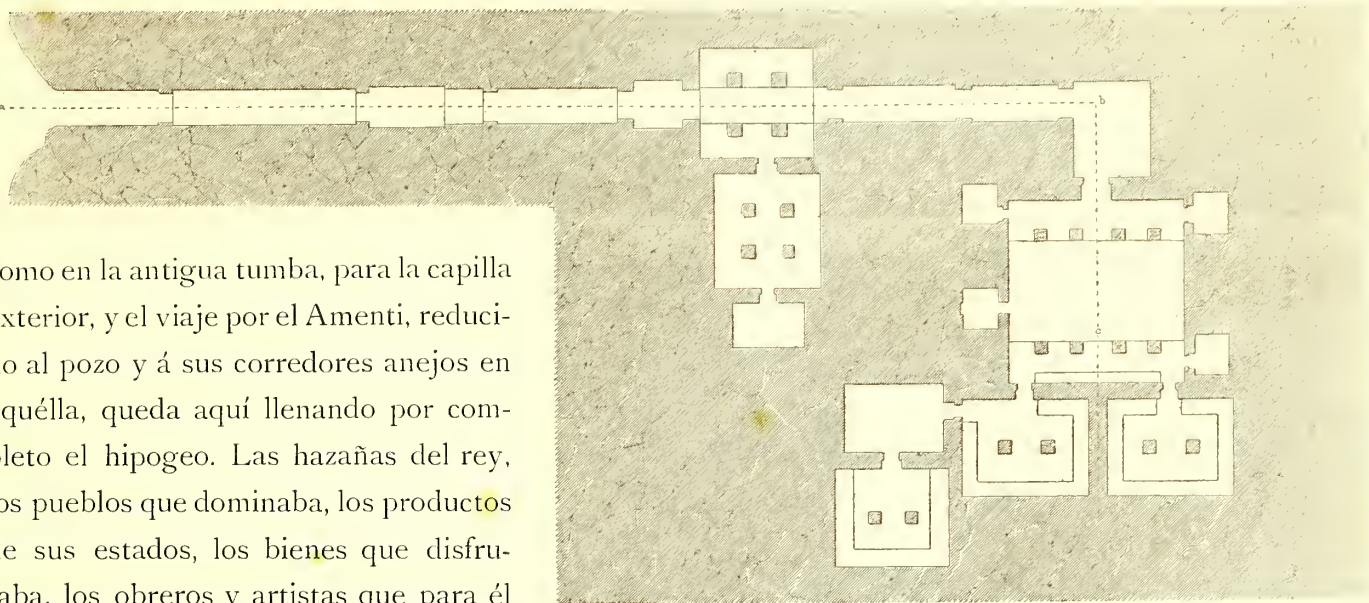 a
b
c
omo en la antigua tumba, para la capilla
xterior, y el viaje por el Amenti, reduci-
o al pozo y á sus corredores anejos en
quélla, queda aquí llenando por com-
leto el hipogeo. Las hazañas del rey,
os pueblos que dominaba, los productos
e sus estados, los bienes que disfru-
aba, los obreros y artistas que para él